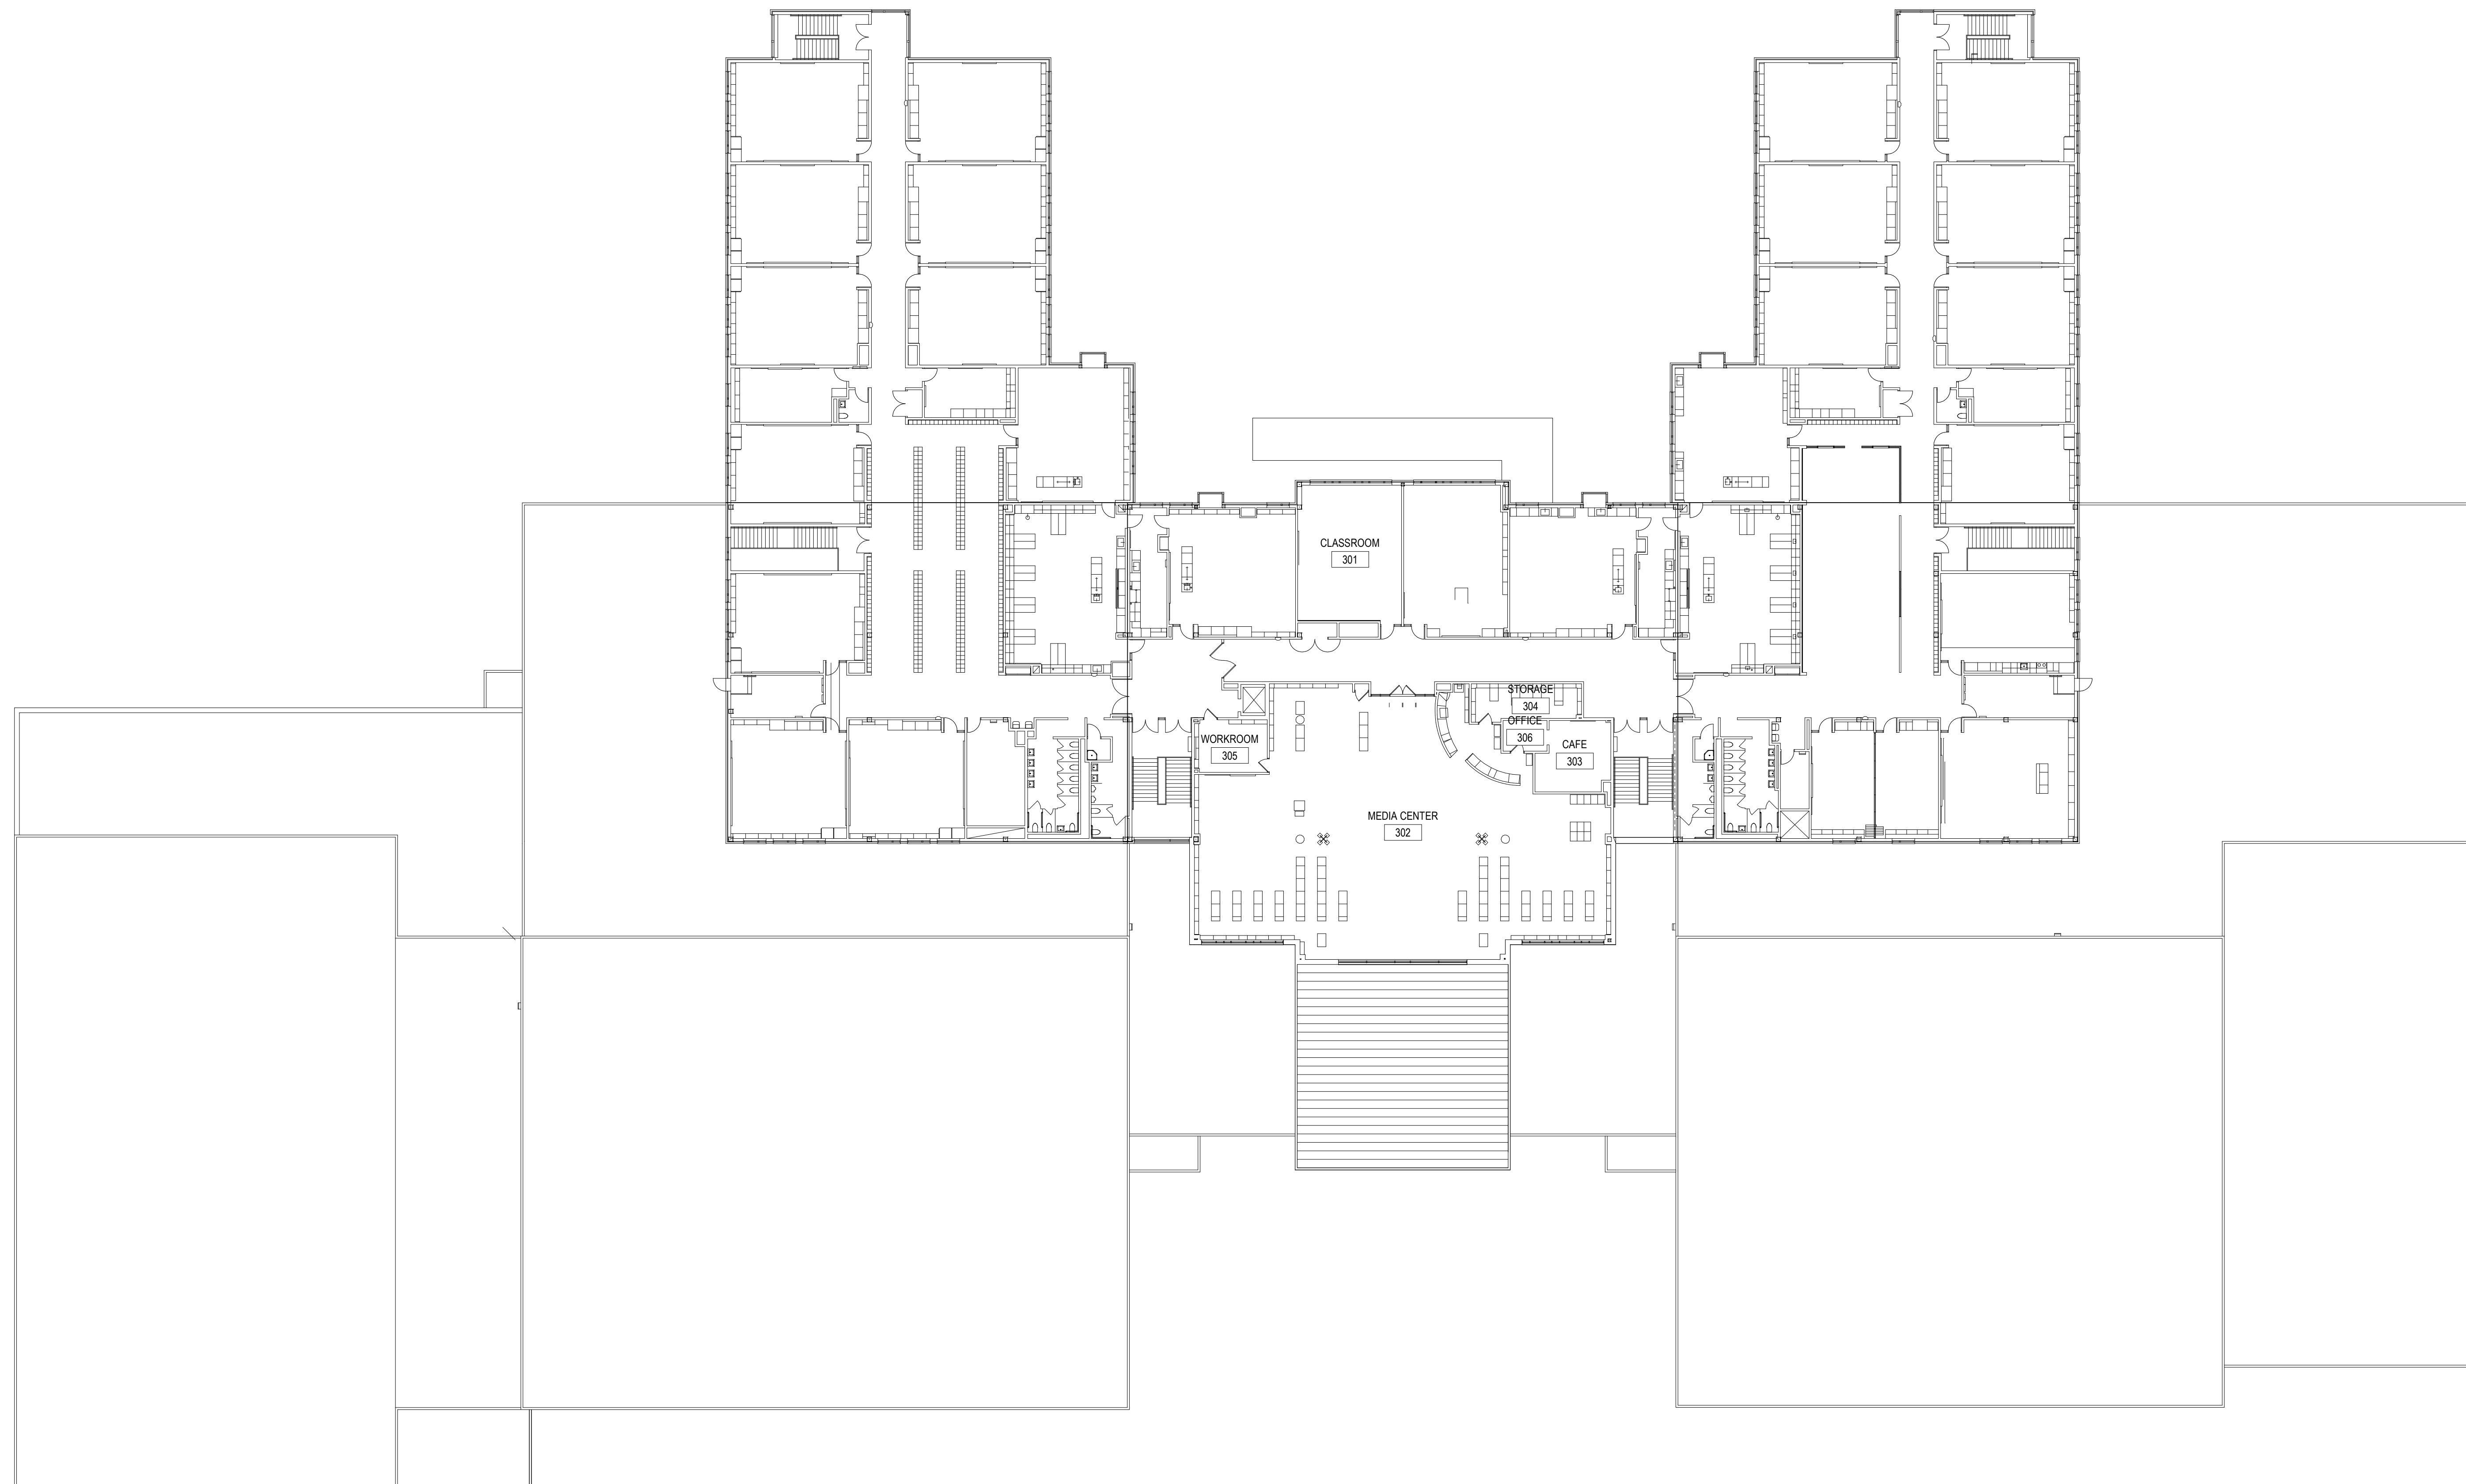 CLASSROOM
301
STORAGE
304
OFFICE
306
WORKROOM
305
CAFE
303
MEDIA CENTER
302